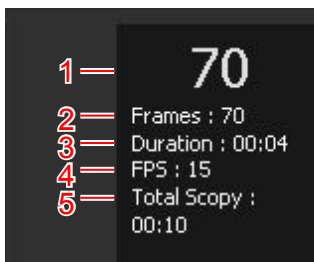 1 70
2 Frames : 70
3 Duration : 00:04
4 FPS : 15
5 Total Scopy :
00:10